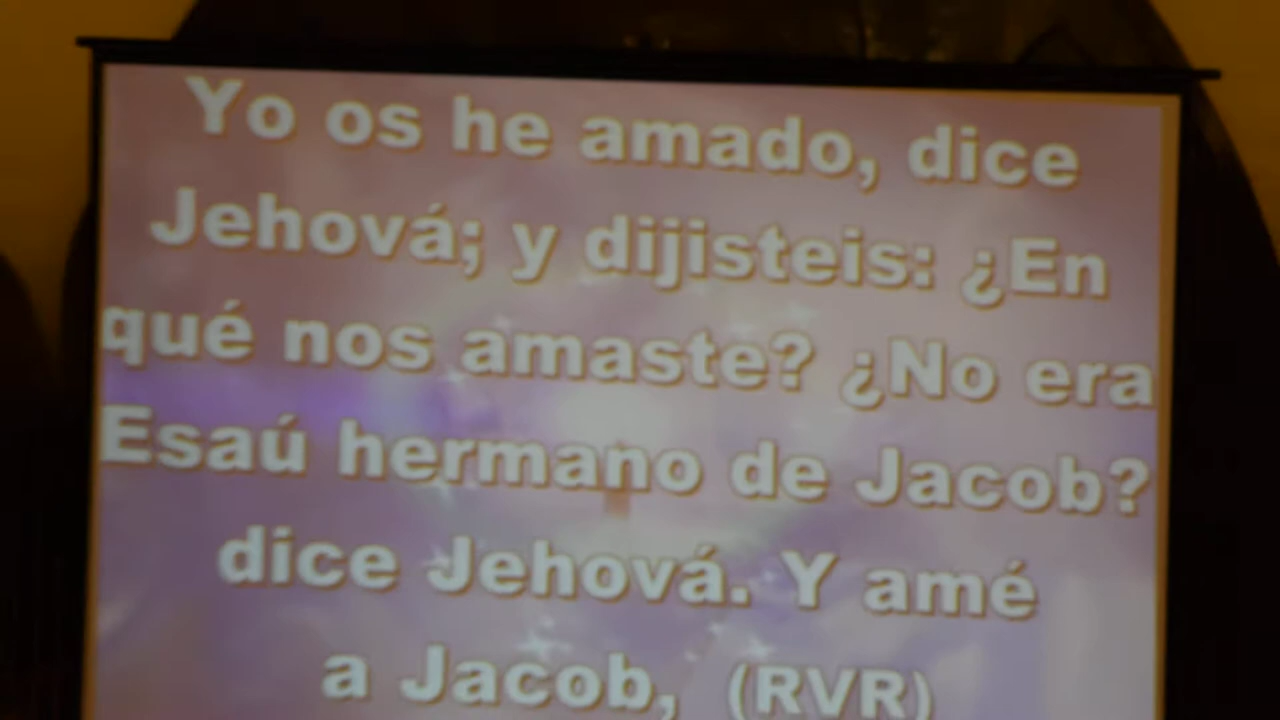 Yo os he amado, dice
Jehová; y dijisteis: ¿En
qué nos amaste? ¿No era
Esaú hermano de Jacob?
dice Jehová. Y amé
a Jacob, (RVR)